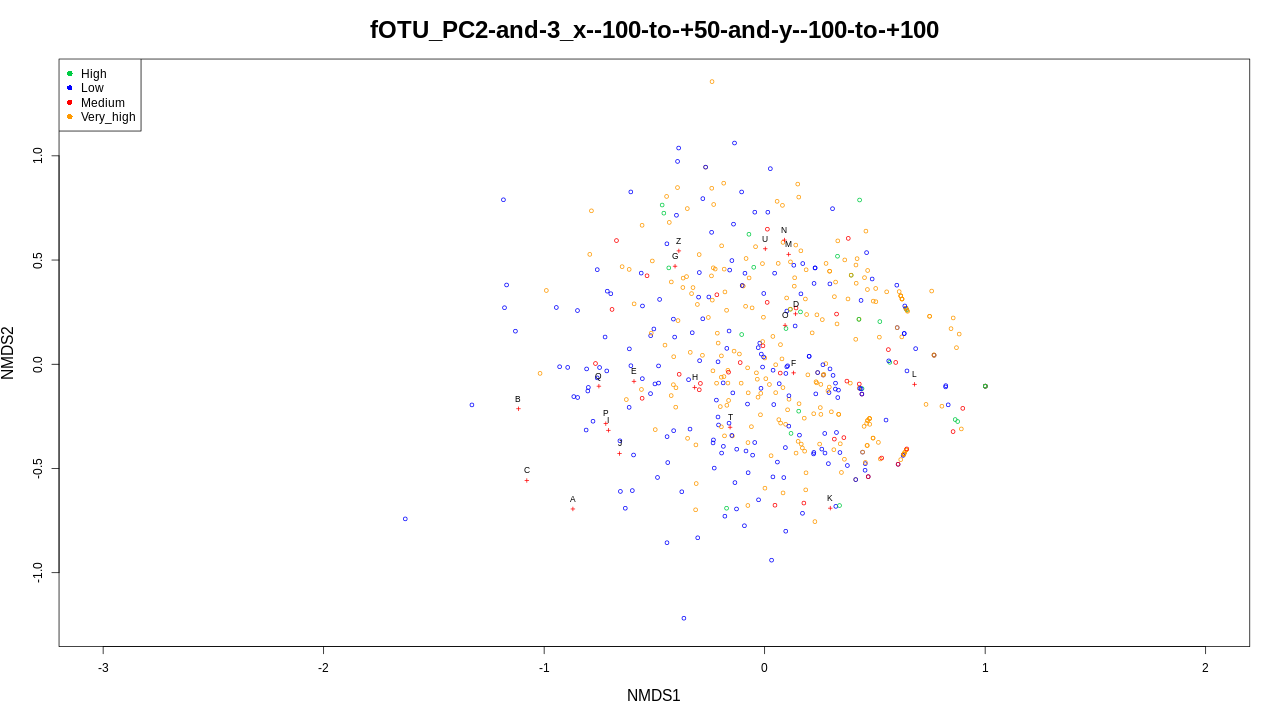 fOTU_PC2-and-3_x--100-to-+50-and-y--100-to-+100
High
Low
Medium
Very_high
NMDS2
1.0
0.5
0.0
-0.5
-1.0
Z
G
U
N
M
D
O
F
E
H
B
P
T
L
J
C
A
K
-3
-2
-1
0
1
2
NMDS1